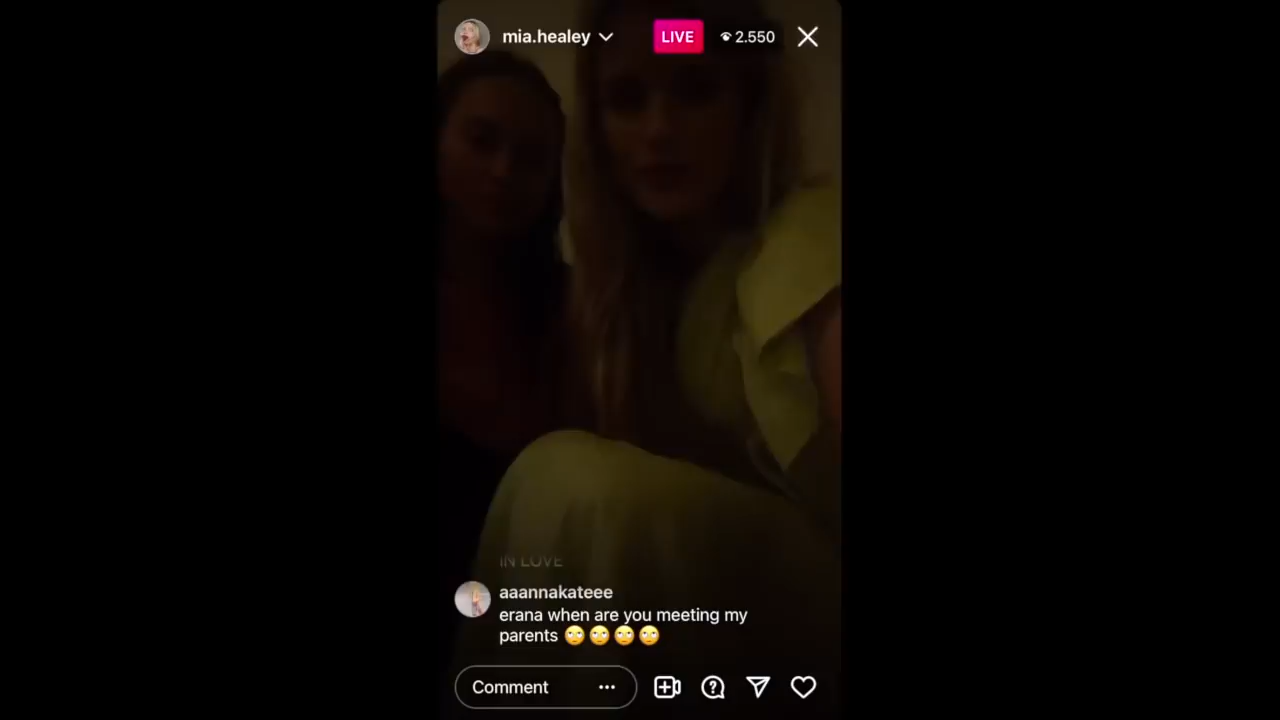 mia.healey
LIVE
2.550
IN LOVE
aaannakateee
erana when are you meeting my
parents 🙄🙄🙄🙄
Comment